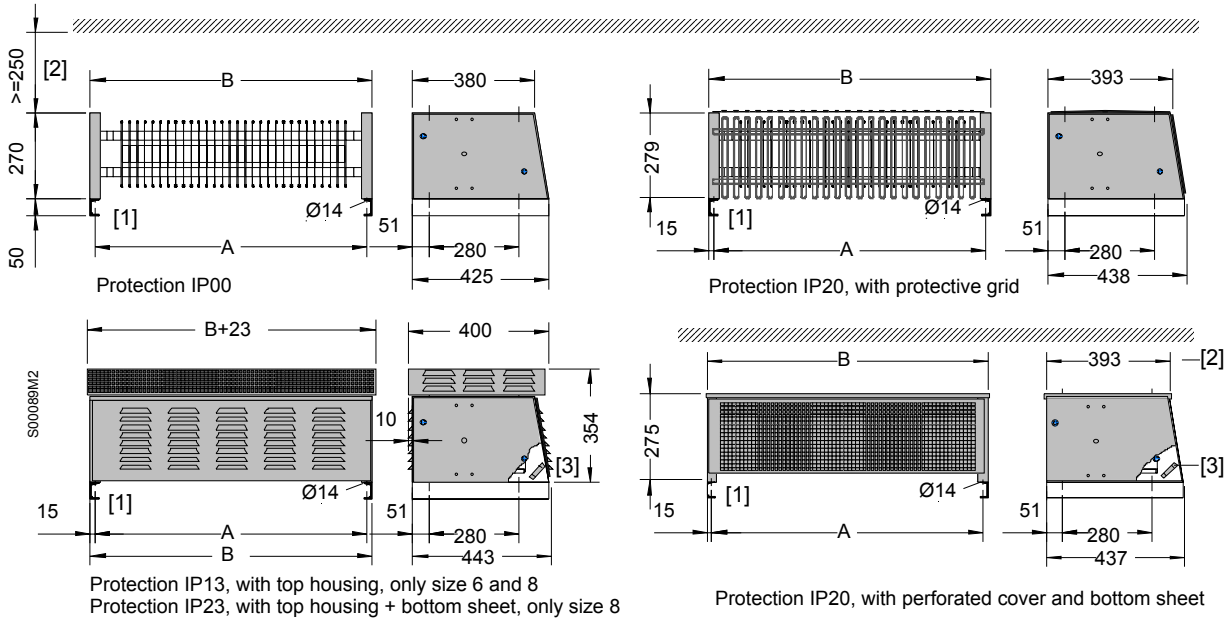 >=250
[2]
B
380
270
50
[1]
Ø14
A
51
280
425
Protection IP00
B
393
279
15
[1]
Ø14
A
51
280
438
Protection IP20, with protective grid
B+23
400
S00089M2
10
354
[3]
15
[1]
Ø14
A
B
51
280
443
Protection IP13, with top housing, only size 6 and 8
Protection IP23, with top housing + bottom sheet, only size 8
B
393
[2]
275
[3]
15
[1]
Ø14
A
51
280
437
Protection IP20, with perforated cover and bottom sheet